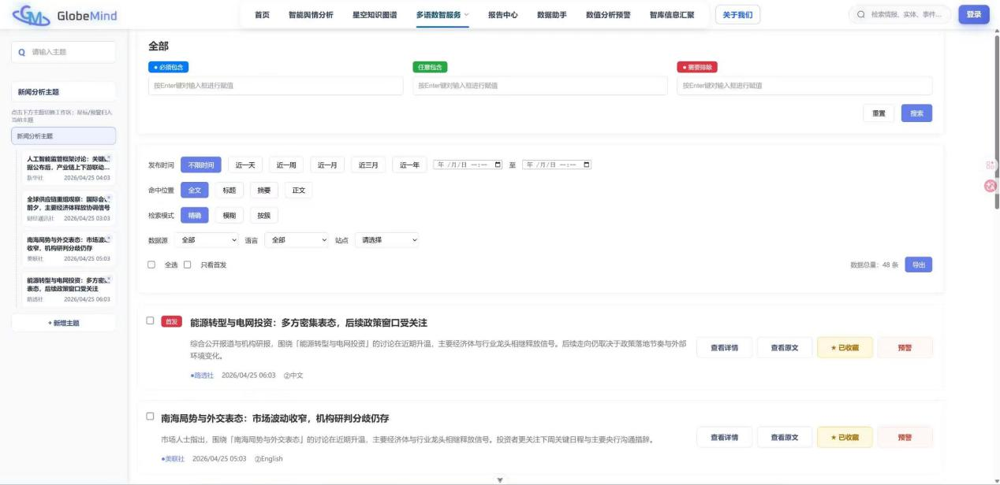 GlobeMind
首页 智能舆情分析 星空知识图谱 多语数智服务 报告中心 数据助手 数值分析预警 智库信息汇聚 关于我们 检索情报、实体、事件... 登录
请输入主题
新闻分析主题
点击下方主题切换工作区；星标/预警归入
当前主题
新闻分析主题
人工智能监管框架讨论：关键
据公布后，产业链上下游联动...
新华社 2026/04/25 04:03
全球供应链重组观察：国际会
前夕，主要经济体释放协调信号
财经通讯社 2026/04/25 03:03
南海局势与外交表态：市场波
收窄，机构研判分歧仍存
美联社 2026/04/25 05:03
能源转型与电网投资：多方密
表态，后续政策窗口受关注
路透社 2026/04/25 06:03
+ 新增主题
全部
必须包含 任意包含 需要排除
按Enter键对输入框进行赋值 按Enter键对输入框进行赋值 按Enter键对输入框进行赋值
重置 搜索
发布时间 不限时间 近一天 近一周 近一月 近三月 近一年 年 /月/日 --:-- 至 年 /月/日 --:--
命中位置 全文 标题 摘要 正文
检索模式 精确 模糊 按簇
数据源 全部 语言 全部 站点 请选择
全选 只看首发 数据总量：48 条 导出
首发 能源转型与电网投资：多方密集表态，后续政策窗口受关注
综合公开报道与机构研报，围绕「能源转型与电网投资」的讨论在近期升温，主要经济体与行业龙头相继释放信号。后续走向仍取决于政策落地节奏与外部
环境变化。
查看详情 查看原文 ★ 已收藏 预警
●路透社 2026/04/25 06:03 ②中文
南海局势与外交表态：市场波动收窄，机构研判分歧仍存
市场人士指出，围绕「南海局势与外交表态」的讨论在近期升温，主要经济体与行业龙头相继释放信号。投资者更关注下周关键日程与主要央行沟通措辞。
查看详情 查看原文 ★ 已收藏 预警
●美联社 2026/04/25 05:03 ②English